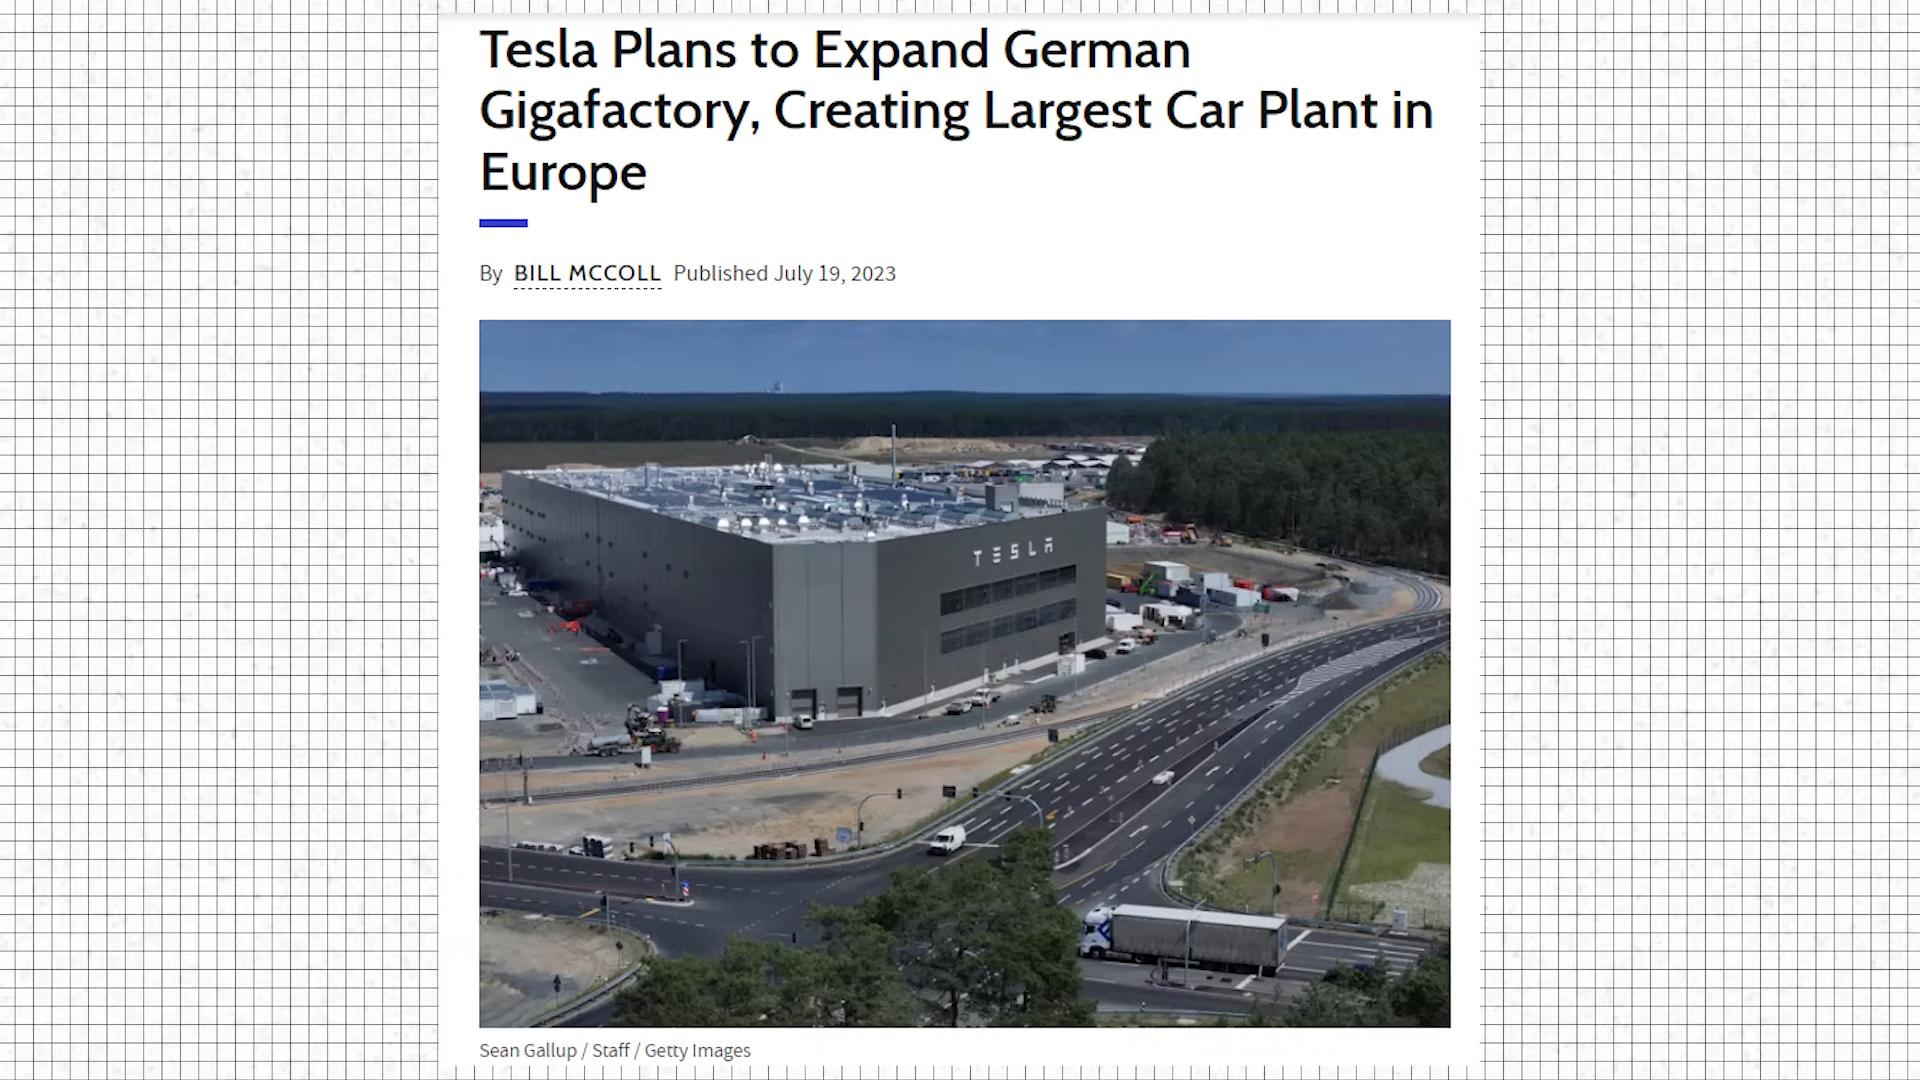 Tesla Plans to Expand German
Gigafactory, Creating Largest Car Plant in
Europe
By BILL MCCOLL Published July 19, 2023
TESLA
Sean Gallup / Staff / Getty Images